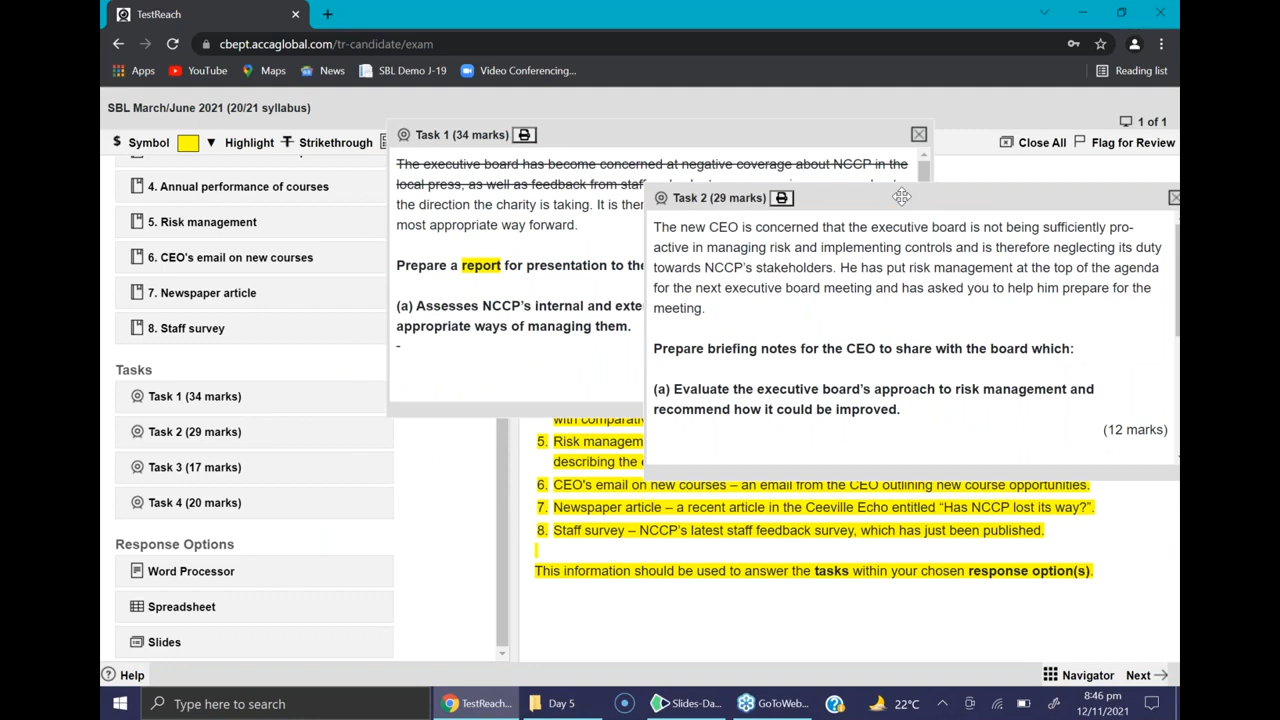 TestReach
cbept.accaglobal.com/tr-candidate/exam
Apps
YouTube
Maps
News
SBL Demo J-19
Video Conferencing...
Reading list
SBL March/June 2021 (20/21 syllabus)
1 of 1
$ Symbol
Highlight
Strikethrough
Close All
Flag for Review
4. Annual performance of courses
5. Risk management
6. CEO's email on new courses
7. Newspaper article
8. Staff survey
Tasks
Task 1 (34 marks)
Task 2 (29 marks)
Task 3 (17 marks)
Task 4 (20 marks)
Response Options
Word Processor
Spreadsheet
Slides
Task 1 (34 marks)
The executive board has become concerned at negative coverage about NCCP in the
local press, as well as feedback from staff
the direction the charity is taking. It is
most appropriate way forward.
Prepare a report for presentation to the
(a) Assesses NCCP's internal and
appropriate ways of managing them.
-
Task 2 (29 marks)
The new CEO is concerned that the executive board is not being sufficiently pro-
active in managing risk and implementing controls and is therefore neglecting its duty
towards NCCP's stakeholders. He has put risk management at the top of the agenda
for the next executive board meeting and has asked you to help him prepare for the
meeting.
Prepare briefing notes for the CEO to share with the board which:
(a) Evaluate the executive board's approach to risk management and
recommend how it could be improved.
(12 marks)
with
5. Risk
describing the
6. CEO's email on new courses – an email from the CEO outlining new course opportunities.
7. Newspaper article – a recent article in the Ceeville Echo entitled “Has NCCP lost its way?”.
8. Staff survey – NCCP's latest staff feedback survey, which has just been published.
This information should be used to answer the tasks within your chosen response option(s).
Help
Navigator
Next
Type here to search
TestReach...
Day 5
Slides-Da...
GoToWeb...
22°C
8:46 pm
12/11/2021